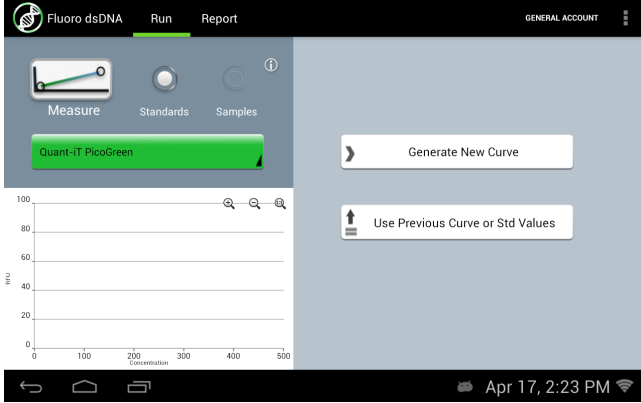 Fluoro dsDNA Run Report GENERAL ACCOUNT
Measure Standards Samples
Quant-iT PicoGreen
Generate New Curve
Use Previous Curve or Std Values
100
80
60
RFU
40
20
0
0 100 200 300 400 500
Concentration
Apr 17, 2:23 PM